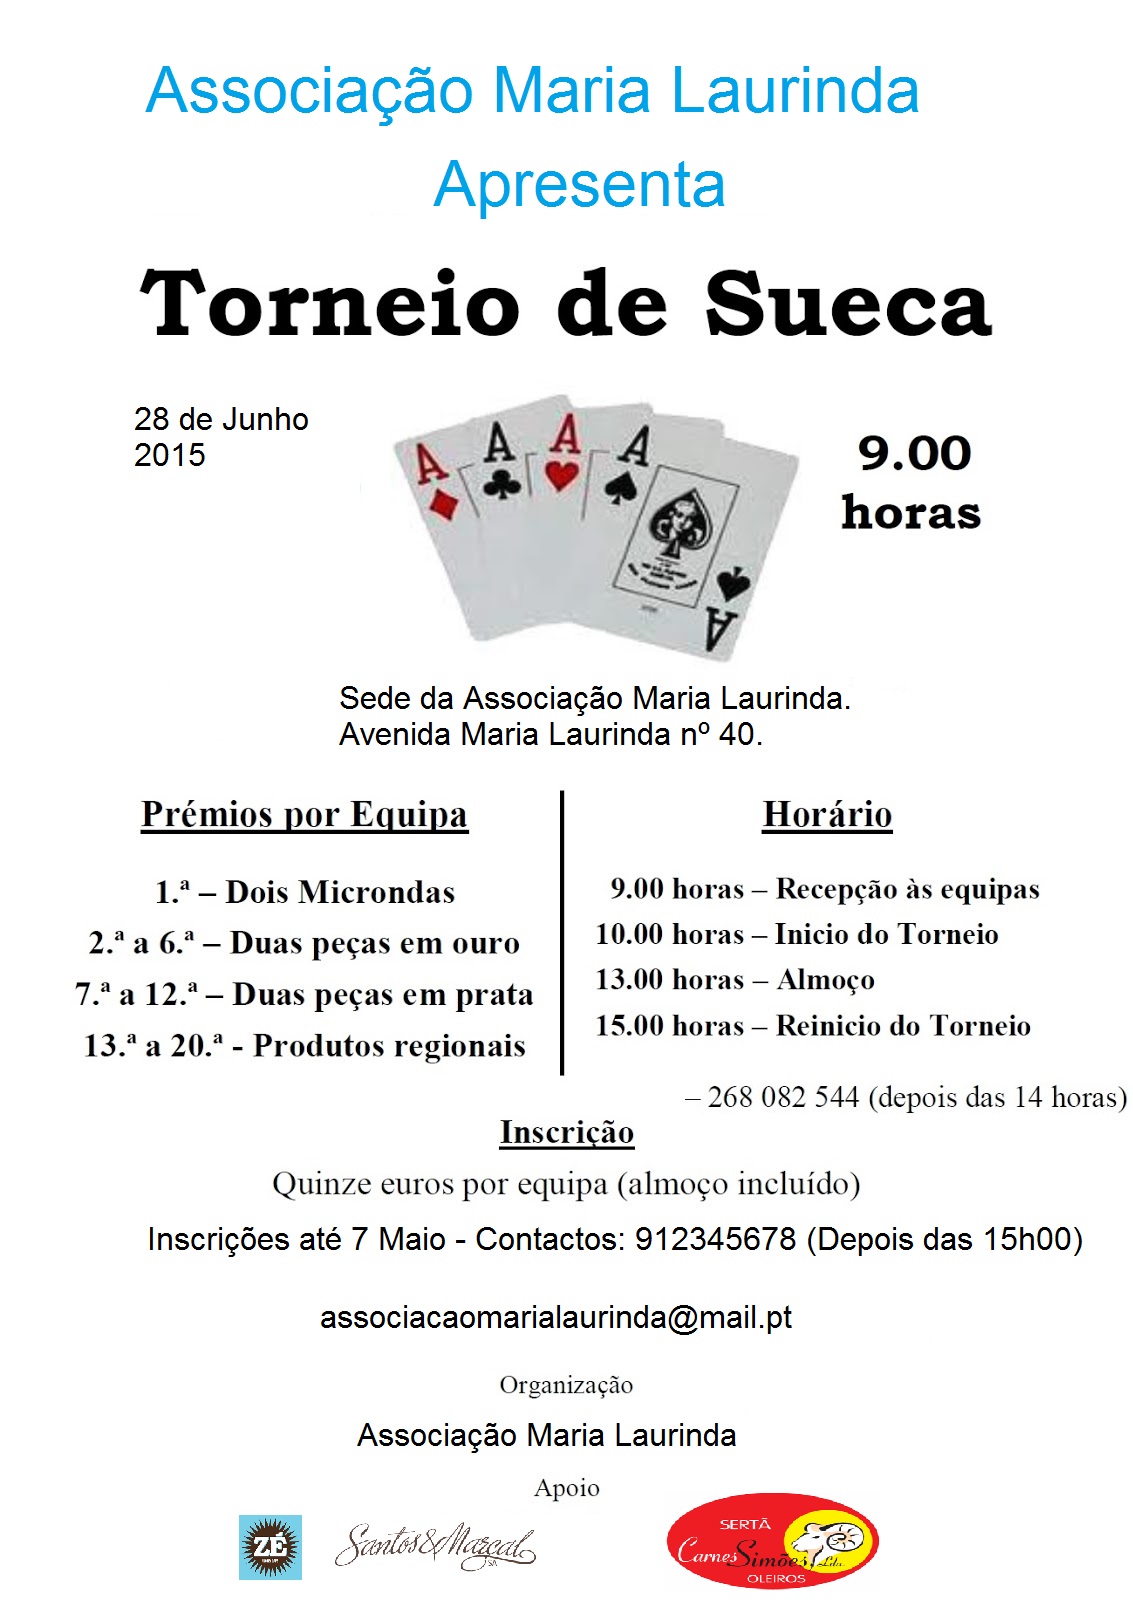 Associação Maria Laurinda
Apresenta
Torneio de Sueca
28 de Junho
2015
9.00
horas
A
A
A
A
A
Sede da Associação Maria Laurinda.
Avenida Maria Laurinda nº 40.
Prémios por Equipa
1.ª – Dois Microndas
2.ª a 6.ª – Duas peças em ouro
7.ª a 12.ª – Duas peças em prata
13.ª a 20.ª - Produtos regionais
Horário
9.00 horas – Recepção às equipas
10.00 horas – Inicio do Torneio
13.00 horas – Almoço
15.00 horas – Reinicio do Torneio
– 268 082 544 (depois das 14 horas)
Inscrição
Quinze euros por equipa (almoço incluído)
Inscrições até 7 Maio - Contactos: 912345678 (Depois das 15h00)
associacaomarialaurinda@mail.pt
Organização
Associação Maria Laurinda
Apoio
ZÉ
Santos & Marçal SA
SERTÃ
Carnes Simões, Lda.
OLEIROS